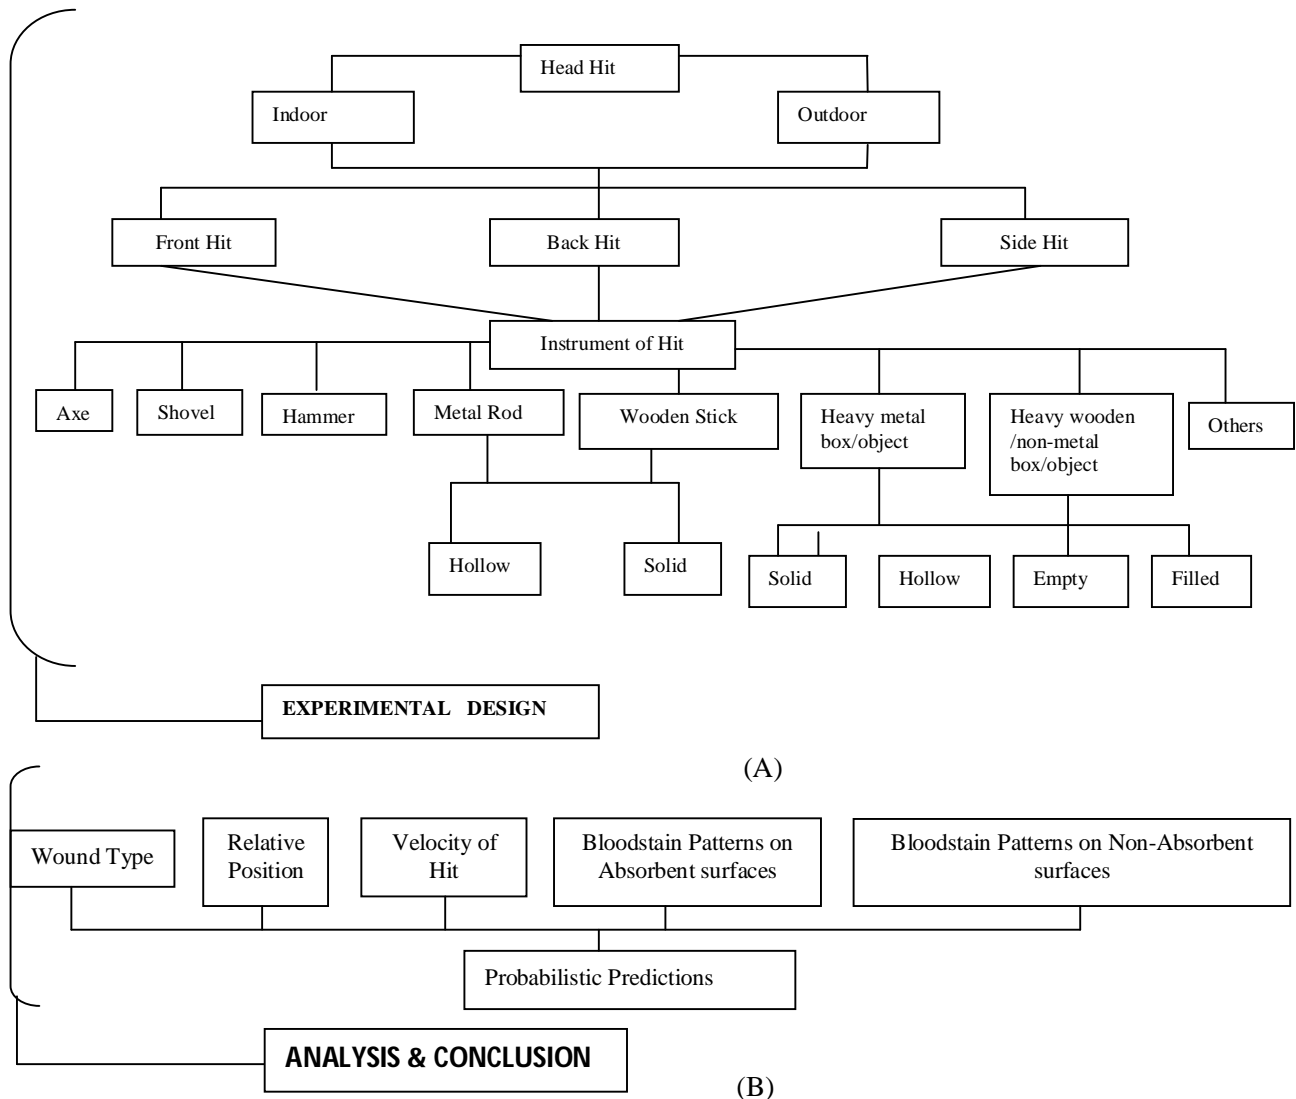 Head Hit
Indoor
Outdoor
Front Hit
Back Hit
Side Hit
Instrument of Hit
Axe
Shovel
Hammer
Metal Rod
Wooden Stick
Heavy metal
box/object
Heavy wooden
/non-metal
box/object
Others
Hollow
Solid
Solid
Hollow
Empty
Filled
EXPERIMENTAL DESIGN
(A)
Wound Type
Relative
Position
Velocity of
Hit
Bloodstain Patterns on
Absorbent surfaces
Bloodstain Patterns on Non-Absorbent
surfaces
Probabilistic Predictions
ANALYSIS & CONCLUSION
(B)